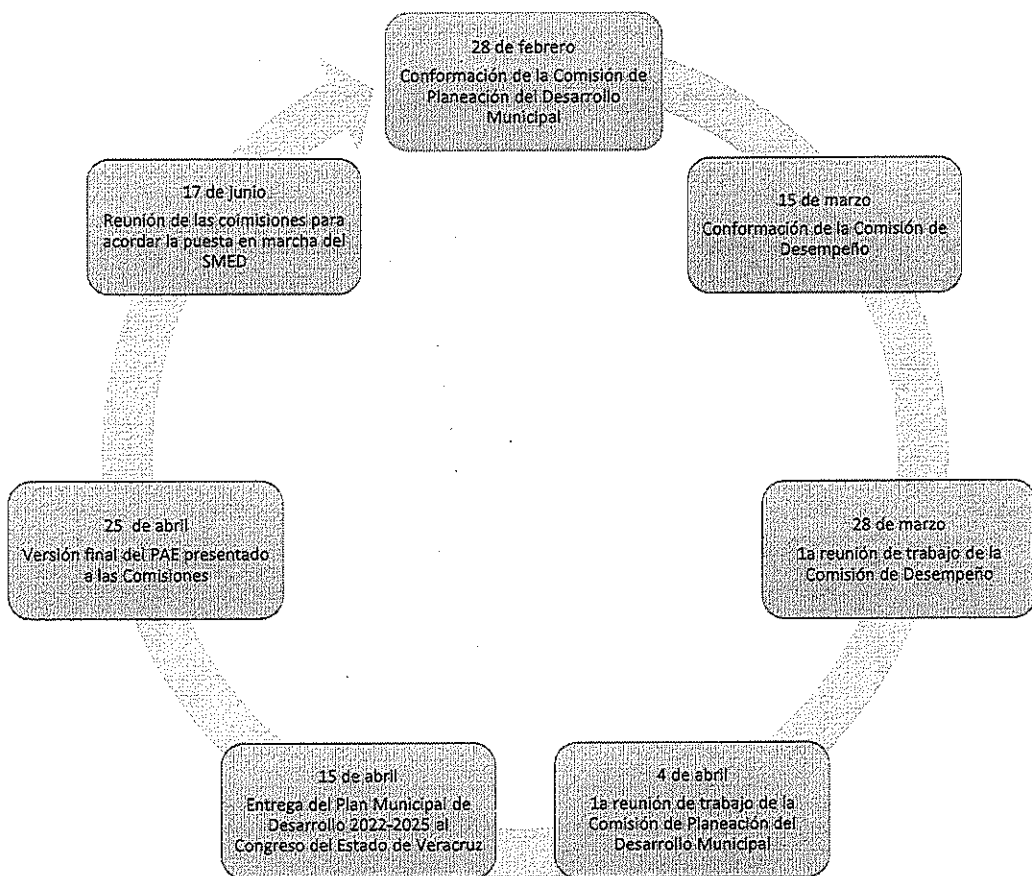 28 de febrero
Conformación de la Comisión de
Planeación del Desarrollo
Municipal
15 de marzo
Conformación de la Comisión de
Desempeño
28 de marzo
1a reunión de trabajo de la
Comisión de Desempeño
4 de abril
1a reunión de trabajo de la
Comisión de Planeación del
Desarrollo Municipal
15 de abril
Entrega del Plan Municipal de
Desarrollo 2022-2025 al
Congreso del Estado de Veracruz
25 de abril
Versión final del PAE presentado
a las Comisiones
17 de junio
Reunión de las coimisiones para
acordar la puesta en marcha del
SMED